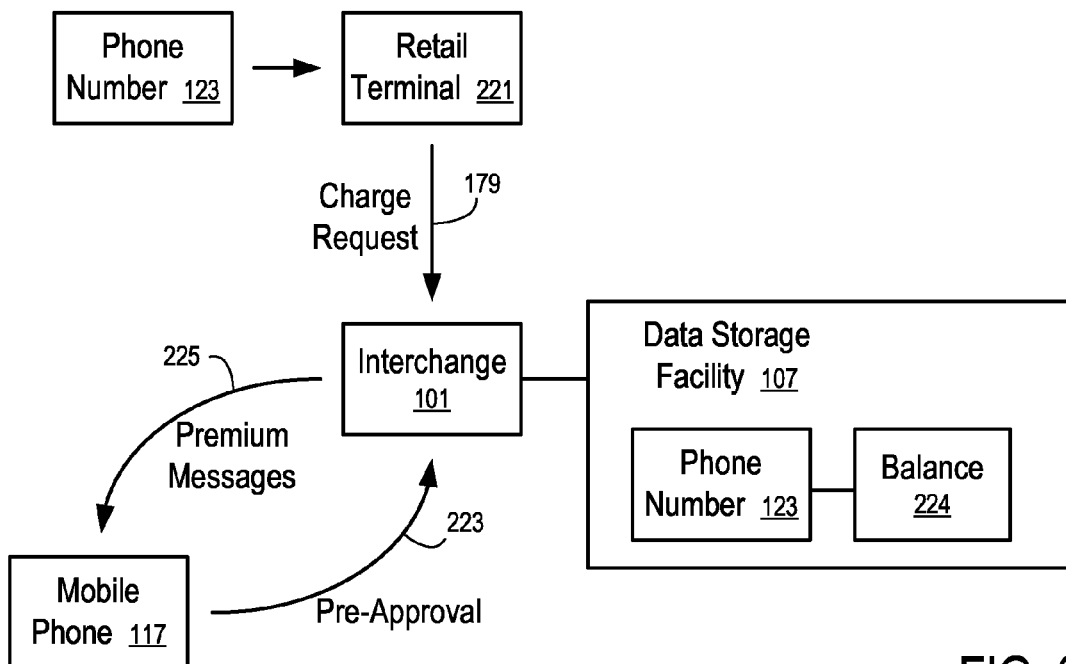 Phone
Number 123
Retail
Terminal 221
Charge
Request
179
Interchange
101
225
Premium
Messages
Data Storage
Facility 107
Phone
Number 123
Balance
224
223
Pre-Approval
Mobile
Phone 117